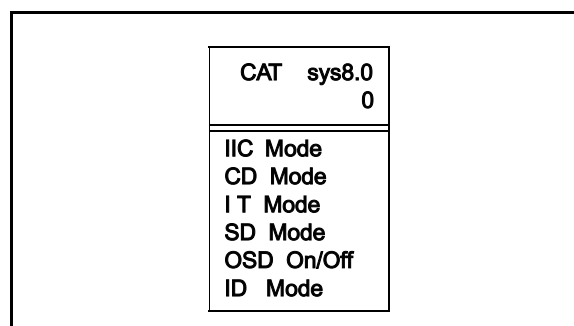 CAT sys8.0
0
IIC Mode
CD Mode
I T Mode
SD Mode
OSD On/Off
ID Mode